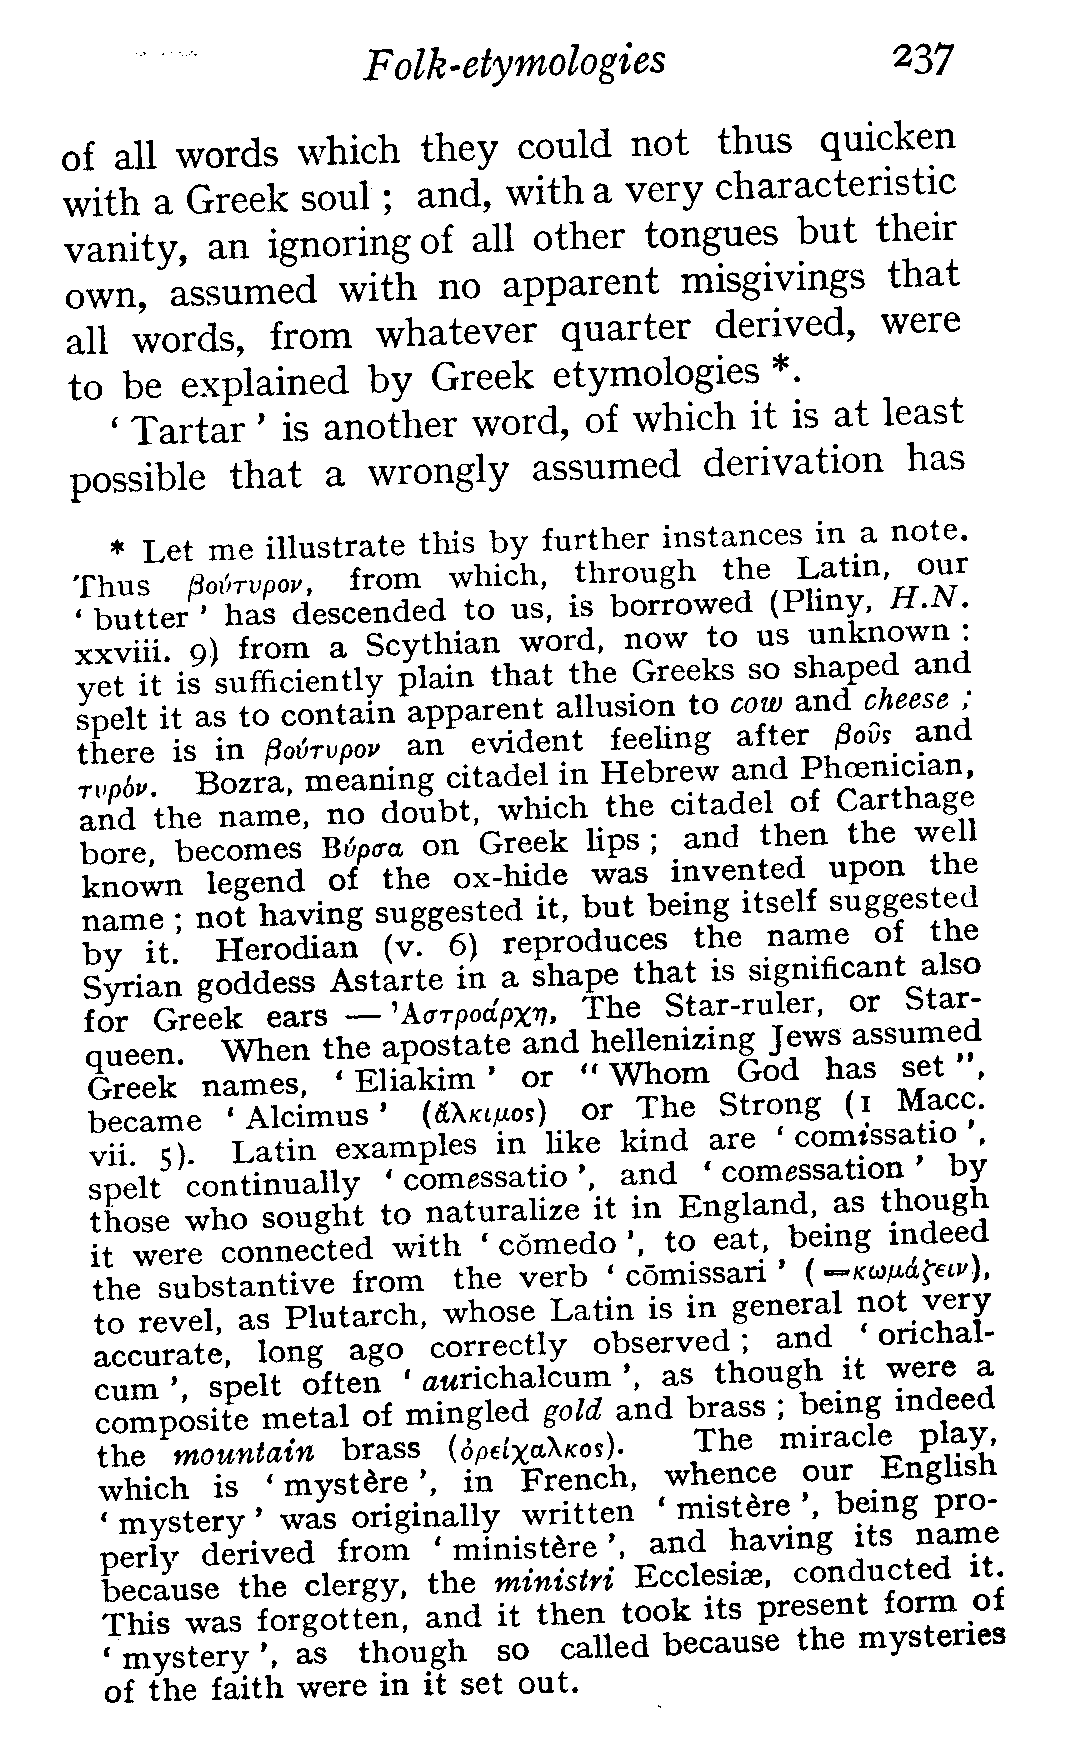 Folk-etymologies 237
of all words which they could not thus quicken
with a Greek soul ; and, with a very characteristic
vanity, an ignoring of all other tongues but their
own, assumed with no apparent misgivings that
all words, from whatever quarter derived, were
to be explained by Greek etymologies *.
‘ Tartar ’ is another word, of which it is at least
possible that a wrongly assumed derivation has
* Let me illustrate this by further instances in a note.
Thus βούτυρον, from which, through the Latin, our
‘ butter ’ has descended to us, is borrowed (Pliny, H.N.
xxviii. 9) from a Scythian word, now to us unknown :
yet it is sufficiently plain that the Greeks so shaped and
spelt it as to contain apparent allusion to cow and cheese ;
there is in βούτυρον an evident feeling after βοῦς and
τυρόν. Bozra, meaning citadel in Hebrew and Phœnician,
and the name, no doubt, which the citadel of Carthage
bore, becomes Βύρσα on Greek lips ; and then the well
known legend of the ox-hide was invented upon the
name ; not having suggested it, but being itself suggested
by it. Herodian (v. 6) reproduces the name of the
Syrian goddess Astarte in a shape that is significant also
for Greek ears — ’Αστροάρχη, The Star-ruler, or Star-
queen. When the apostate and hellenizing Jews assumed
Greek names, ‘ Eliakim ’ or “ Whom God has set ”,
became ‘ Alcimus ’ (ἄλκιμος) or The Strong (1 Macc.
vii. 5). Latin examples in like kind are ‘ comissatio ’,
spelt continually ‘ comessatio ’, and ‘ comessation ’ by
those who sought to naturalize it in England, as though
it were connected with ‘ cŏmedo ’, to eat, being indeed
the substantive from the verb ‘ cōmissari ’ (=κωμάζειν),
to revel, as Plutarch, whose Latin is in general not very
accurate, long ago correctly observed ; and ‘ orichal-
cum ’, spelt often ‘ aurichalcum ’, as though it were a
composite metal of mingled gold and brass ; being indeed
the mountain brass (ὀρείχαλκος). The miracle play,
which is ‘ mystère ’, in French, whence our English
‘ mystery ’ was originally written ‘ mistère ’, being pro-
perly derived from ‘ ministère ’, and having its name
because the clergy, the ministri Ecclesiæ, conducted it.
This was forgotten, and it then took its present form of
‘ mystery ’, as though so called because the mysteries
of the faith were in it set out.